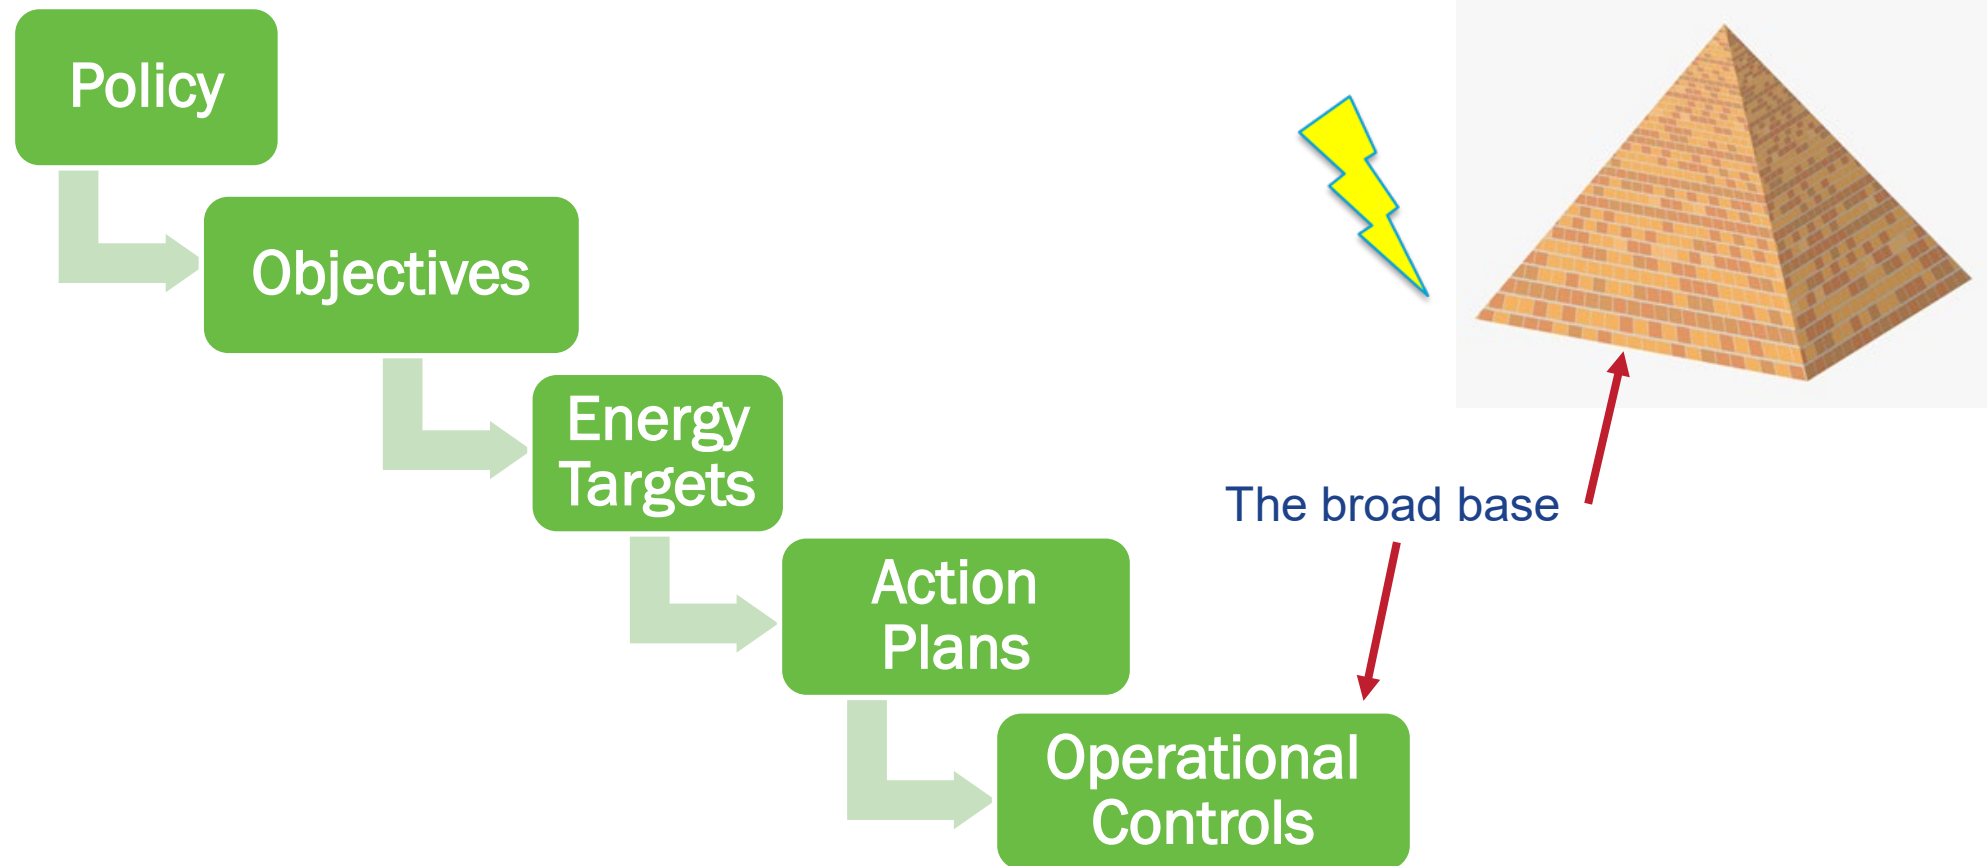 Policy
Objectives
Energy
Targets
Action
Plans
The broad base
Operational
Controls